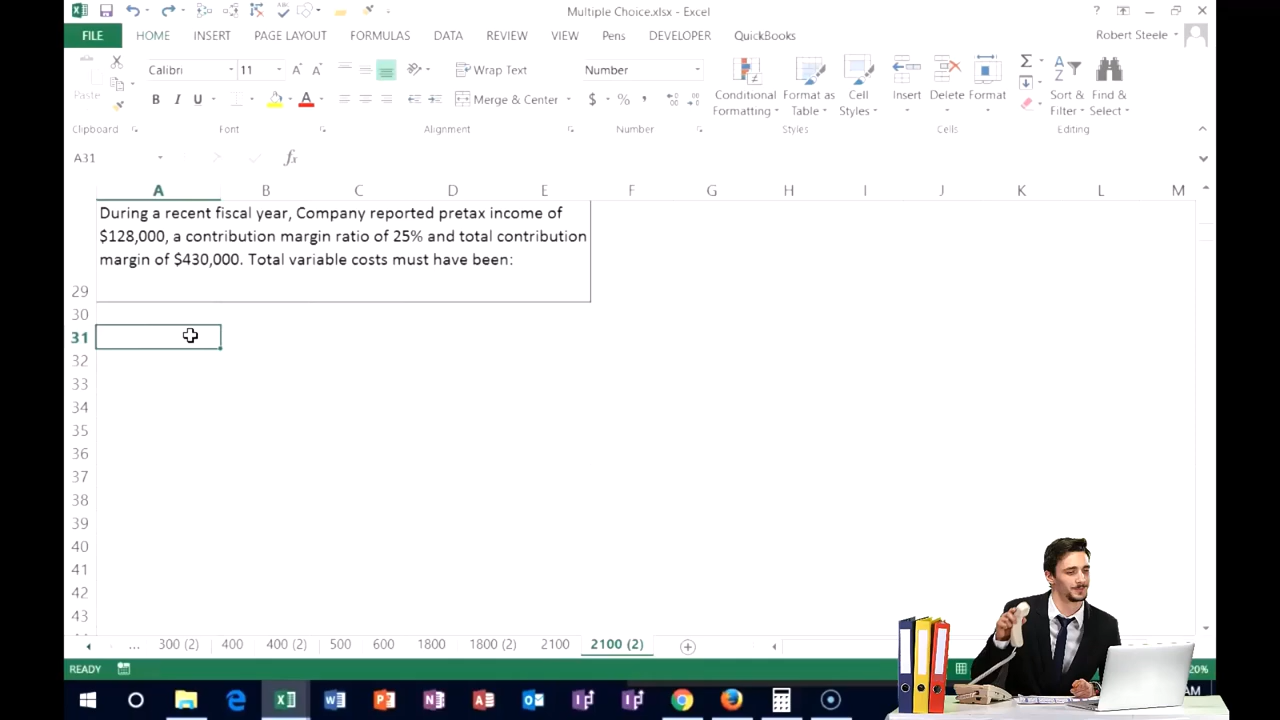 Multiple Choice.xlsx - Excel
?
FILE HOME INSERT PAGE LAYOUT FORMULAS DATA REVIEW VIEW Pens DEVELOPER QuickBooks Robert Steele
Paste
Calibri 11
B I U
Wrap Text
Merge & Center
Number
$ % ,
Conditional Formatting
Format as Table
Cell Styles
Insert
Delete
Format
Sort & Filter
Find & Select
Clipboard Font Alignment Number Styles Cells Editing
A31 fx
A B C D E F G H I J K L M
During a recent fiscal year, Company reported pretax income of
$128,000, a contribution margin ratio of 25% and total contribution
margin of $430,000. Total variable costs must have been:
29
30
31
32
33
34
35
36
37
38
39
40
41
42
43
... 300 (2) 400 400 (2) 500 600 1800 1800 (2) 2100 2100 (2)
READY
20%
AM